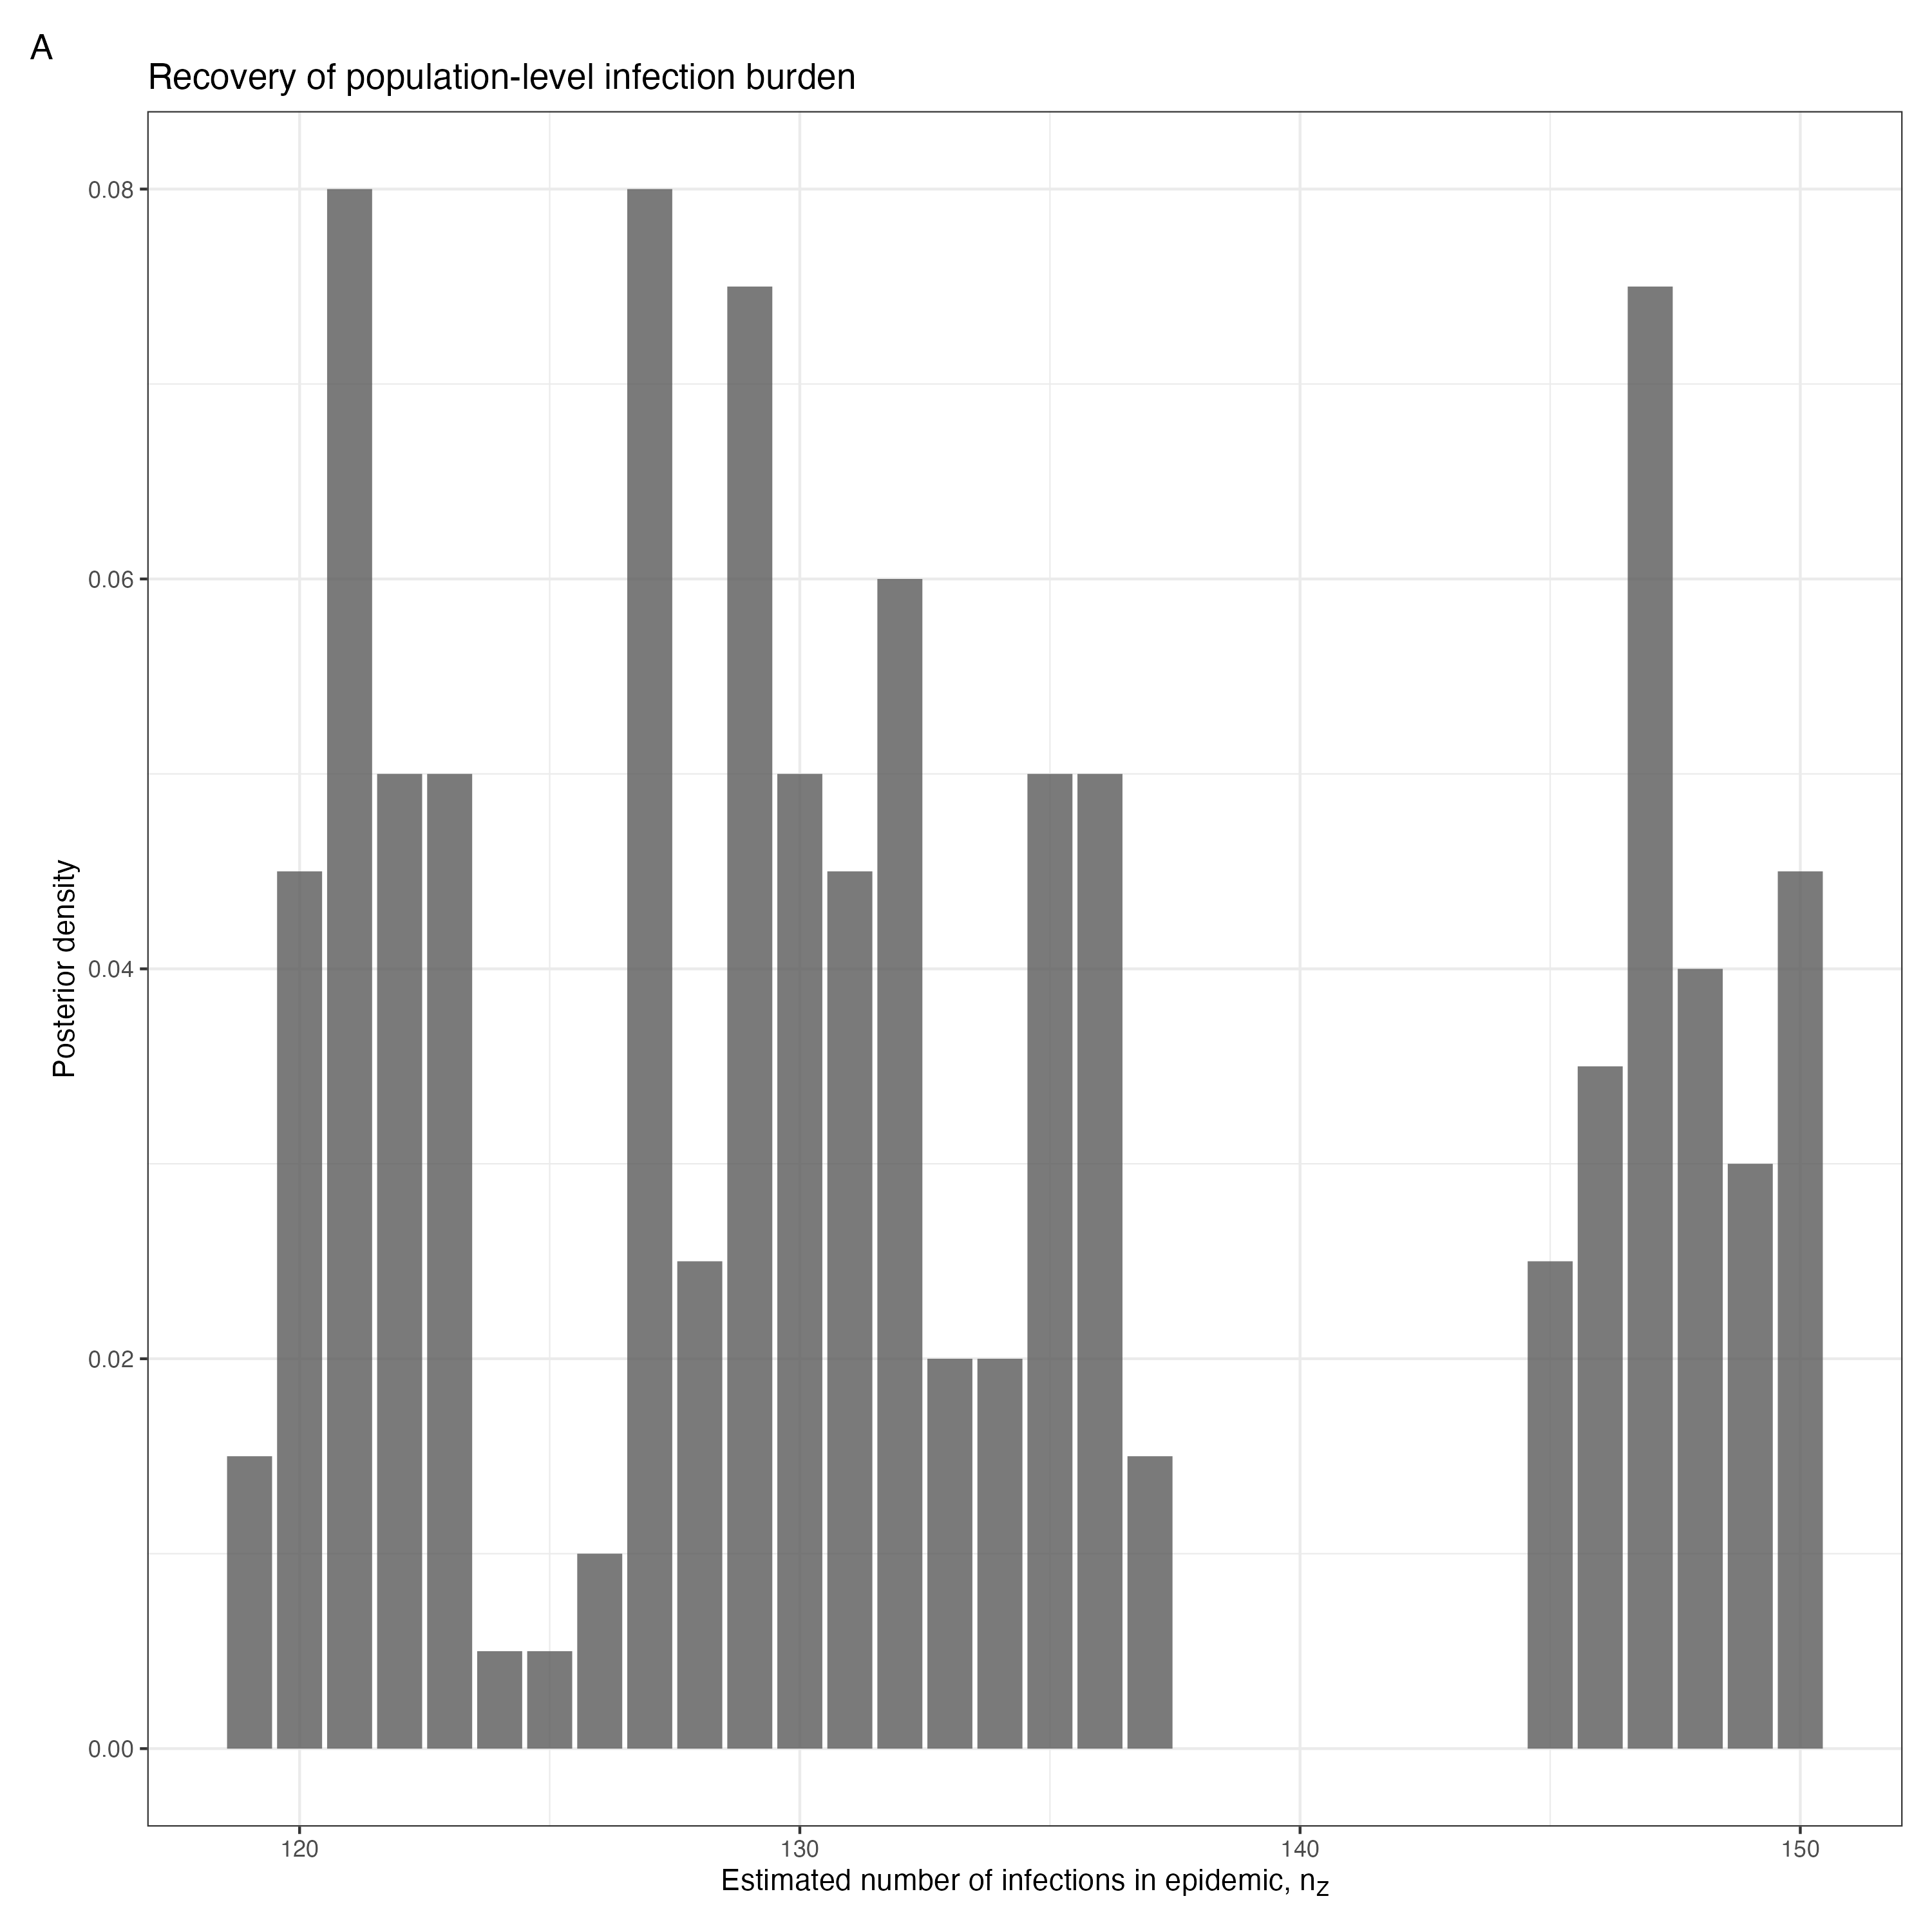 A
Recovery of population-level infection burden
Posterior density
0.08
0.06
0.04
0.02
0.00
120 130 140 150
Estimated number of infections in epidemic, nz